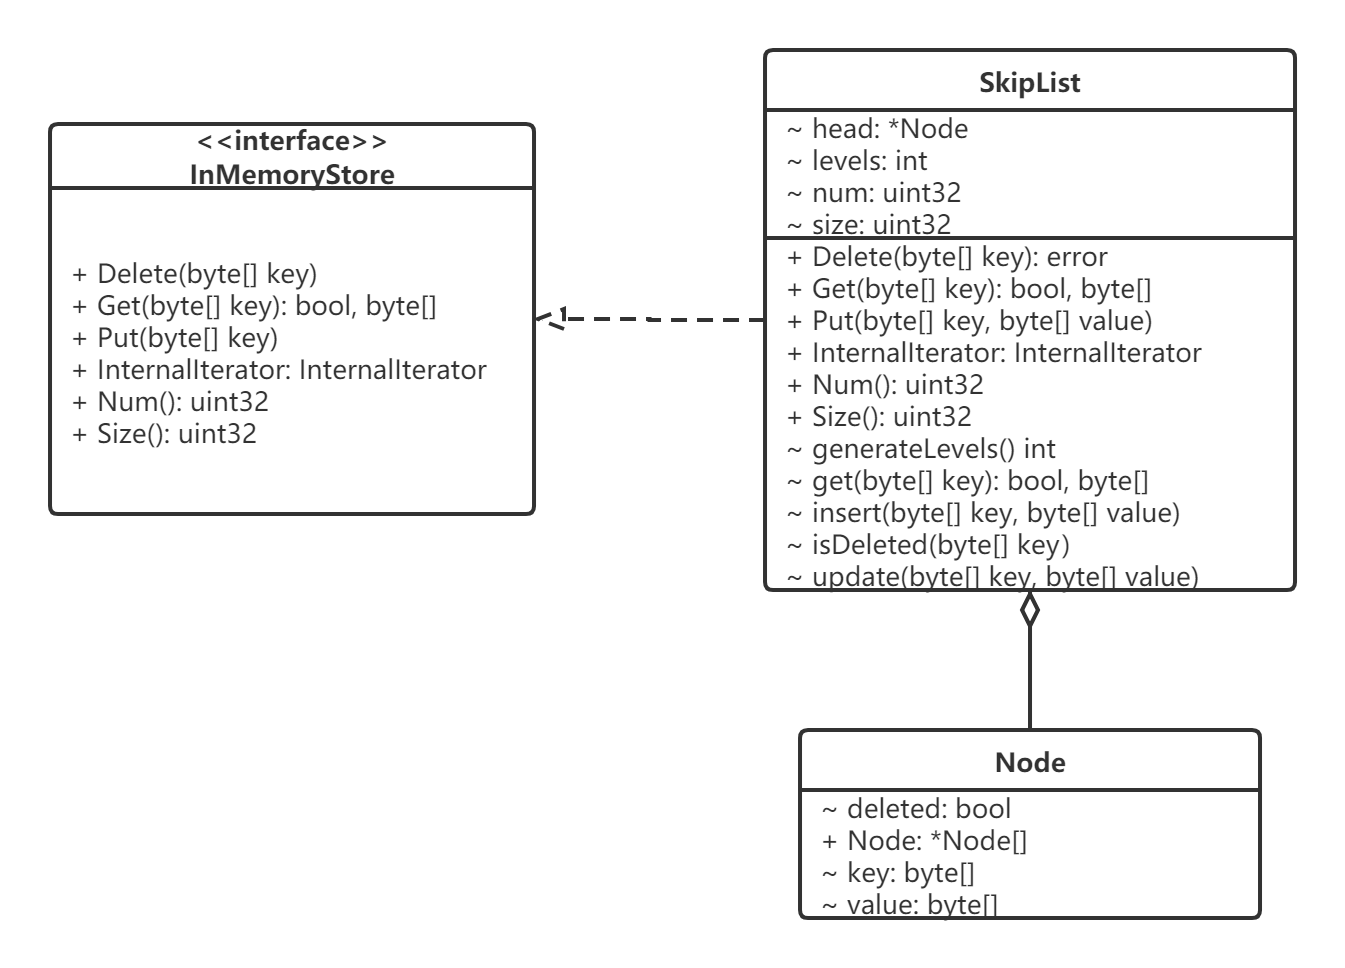 <<interface>>
InMemoryStore
+ Delete(byte[] key)
+ Get(byte[] key): bool, byte[]
+ Put(byte[] key)
+ InternalIterator: InternalIterator
+ Num(): uint32
+ Size(): uint32
SkipList
~ head: *Node
~ levels: int
~ num: uint32
~ size: uint32
+ Delete(byte[] key): error
+ Get(byte[] key): bool, byte[]
+ Put(byte[] key, byte[] value)
+ InternalIterator: InternalIterator
+ Num(): uint32
+ Size(): uint32
~ generateLevels() int
~ get(byte[] key): bool, byte[]
~ insert(byte[] key, byte[] value)
~ isDeleted(byte[] key)
~ update(byte[] key, byte[] value)
Node
~ deleted: bool
+ Node: *Node[]
~ key: byte[]
~ value: byte[]